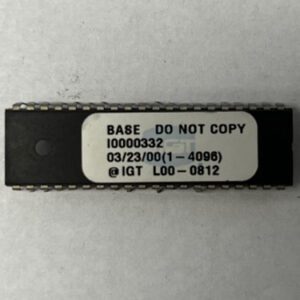 BASE DO NOT COPY
I0000332
03/23/00(1-4096)
@IGT L00-0812